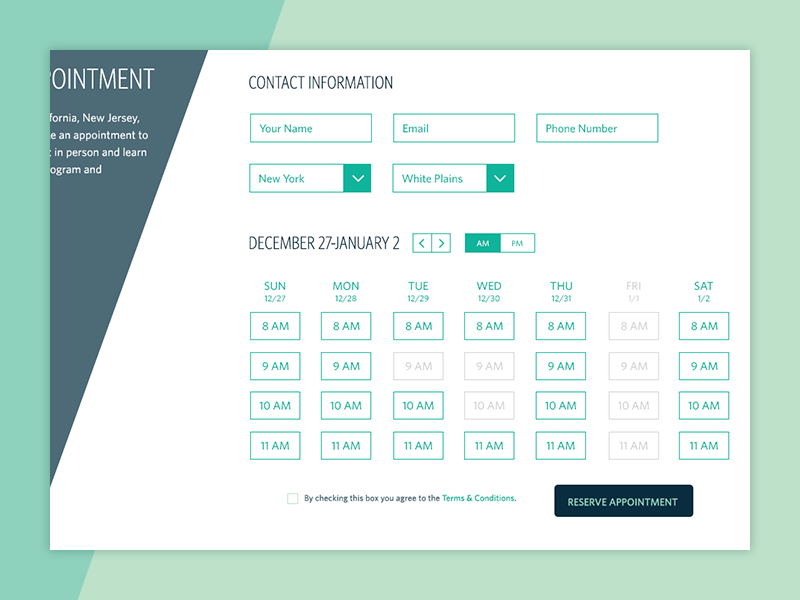 OINTMENT
fornia, New Jersey,
e an appointment to
in person and learn
ogram and
CONTACT INFORMATION
Your Name
Email
Phone Number
New York
White Plains
DECEMBER 27-JANUARY 2
AM PM
SUN MON TUE WED THU FRI SAT
12/27 12/28 12/29 12/30 12/31 1/1 1/2
8 AM 8 AM 8 AM 8 AM 8 AM 8 AM 8 AM
9 AM 9 AM 9 AM 9 AM 9 AM 9 AM 9 AM
10 AM 10 AM 10 AM 10 AM 10 AM 10 AM 10 AM
11 AM 11 AM 11 AM 11 AM 11 AM 11 AM 11 AM
By checking this box you agree to the Terms & Conditions.
RESERVE APPOINTMENT